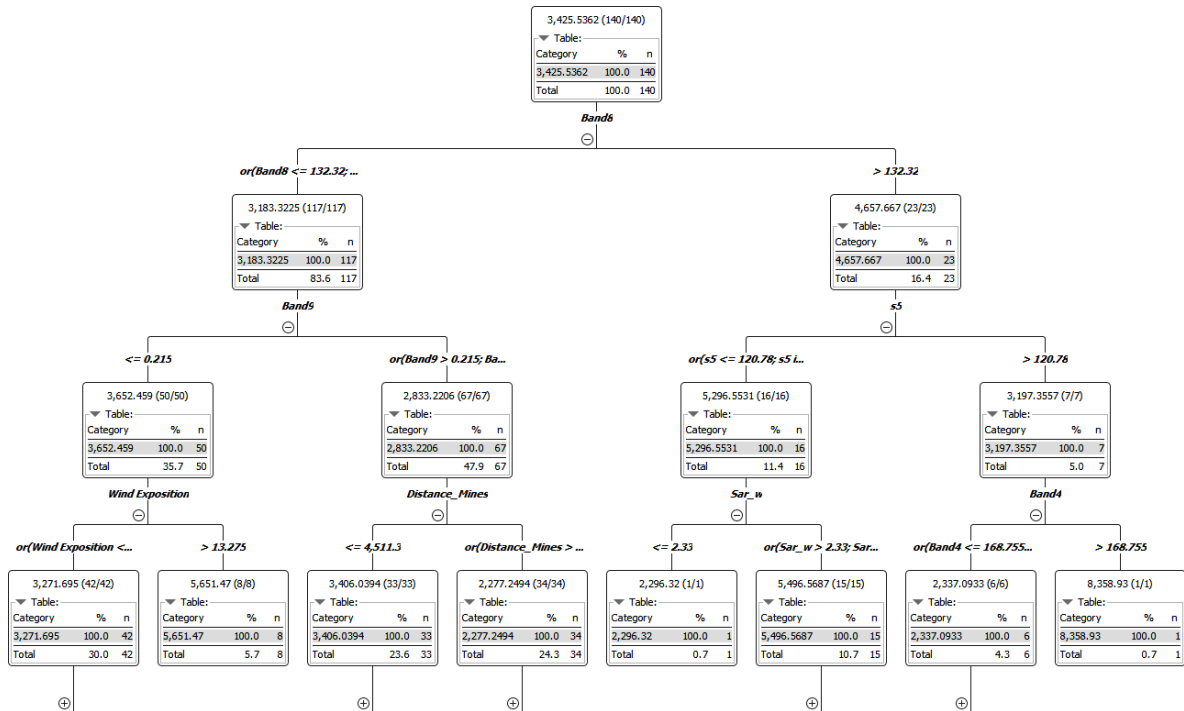 3,425.5362 (140/140)
Table:
Category % n
3,425.5362 100.0 140
Total 100.0 140
Band8
or(Band8 <= 132.32; ...
> 132.32
3,183.3225 (117/117)
Table:
Category % n
3,183.3225 100.0 117
Total 83.6 117
Band9
4,657.667 (23/23)
Table:
Category % n
4,657.667 100.0 23
Total 16.4 23
s5
<= 0.215
or(Band9 > 0.215; Ba...
or(s5 <= 120.78; s5 i...
> 120.78
3,652.459 (50/50)
Table:
Category % n
3,652.459 100.0 50
Total 35.7 50
Wind Exposition
2,833.2206 (67/67)
Table:
Category % n
2,833.2206 100.0 67
Total 47.9 67
Distance_Mines
5,296.5531 (16/16)
Table:
Category % n
5,296.5531 100.0 16
Total 11.4 16
Sar_w
3,197.3557 (7/7)
Table:
Category % n
3,197.3557 100.0 7
Total 5.0 7
Band4
or(Wind Exposition <...
> 13.275
<= 4,511.3
or(Distance_Mines > ...
<= 2.33
or(Sar_w > 2.33; Sar...
or(Band4 <= 168.755...
> 168.755
3,271.695 (42/42)
Table:
Category % n
3,271.695 100.0 42
Total 30.0 42
5,651.47 (8/8)
Table:
Category % n
5,651.47 100.0 8
Total 5.7 8
3,406.0394 (33/33)
Table:
Category % n
3,406.0394 100.0 33
Total 23.6 33
2,277.2494 (34/34)
Table:
Category % n
2,277.2494 100.0 34
Total 24.3 34
2,296.32 (1/1)
Table:
Category % n
2,296.32 100.0 1
Total 0.7 1
5,496.5687 (15/15)
Table:
Category % n
5,496.5687 100.0 15
Total 10.7 15
2,337.0933 (6/6)
Table:
Category % n
2,337.0933 100.0 6
Total 4.3 6
8,358.93 (1/1)
Table:
Category % n
8,358.93 100.0 1
Total 0.7 1